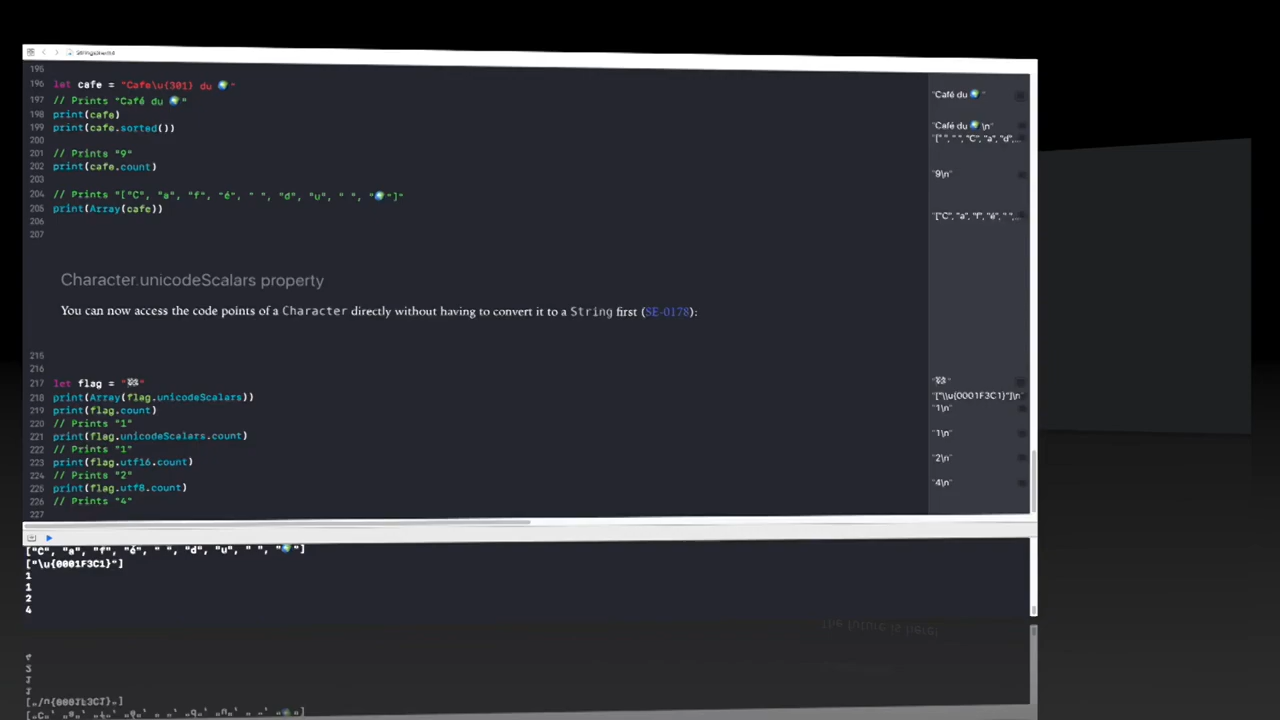 195
196 let cafe = "Cafe\u{301} du 🌍"
197 // Prints "Café du 🌍"
198 print(cafe)
199 print(cafe.sorted())
200
201 // Prints "9"
202 print(cafe.count)
203
204 // Prints "["C", "a", "f", "é", " ", "d", "u", " ", "🌍"]"
205 print(Array(cafe))
206
207
Character.unicodeScalars property
You can now access the code points of a Character directly without having to convert it to a String first (SE-0178):
215
216
217 let flag = "🏁"
218 print(Array(flag.unicodeScalars))
219 print(flag.count)
220 // Prints "1"
221 print(flag.unicodeScalars.count)
222 // Prints "1"
223 print(flag.utf16.count)
224 // Prints "2"
225 print(flag.utf8.count)
226 // Prints "4"
227
"Café du 🌍"
"Café du 🌍\n"
"[" ", " ", "C", "a", "d",...
"9\n"
"["C", "a", "f", "é", " ",...
"🏁"
"["\\u{0001F3C1}"]\n"
"1\n"
"1\n"
"2\n"
"4\n"
["C", "a", "f", "é", " ", "d", "u", " ", "🌍"]
["\u{0001F3C1}"]
1
1
2
4
The future is here!